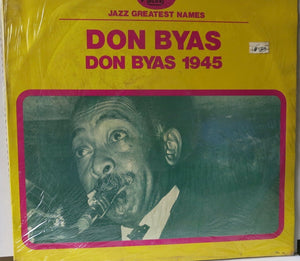 JAZZ GREATEST NAMES
DON BYAS
DON BYAS 1945